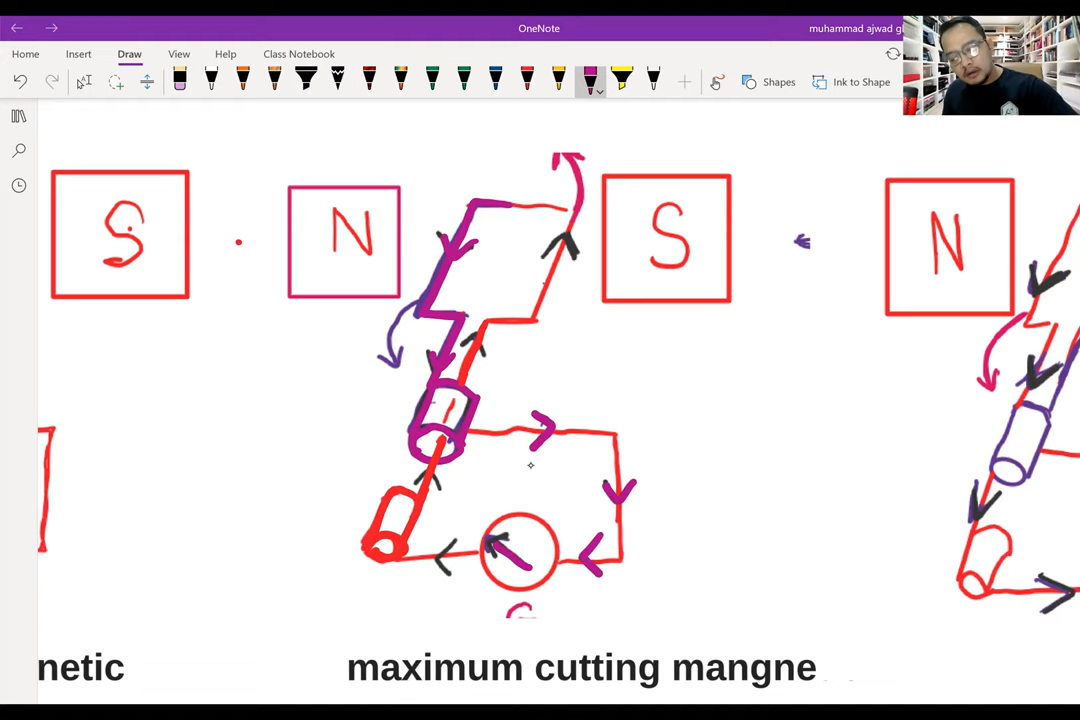 OneNote
muhammad ajwad g
Home Insert Draw View Help Class Notebook
Shapes Ink to Shape
S N S N
G
netic maximum cutting mangne